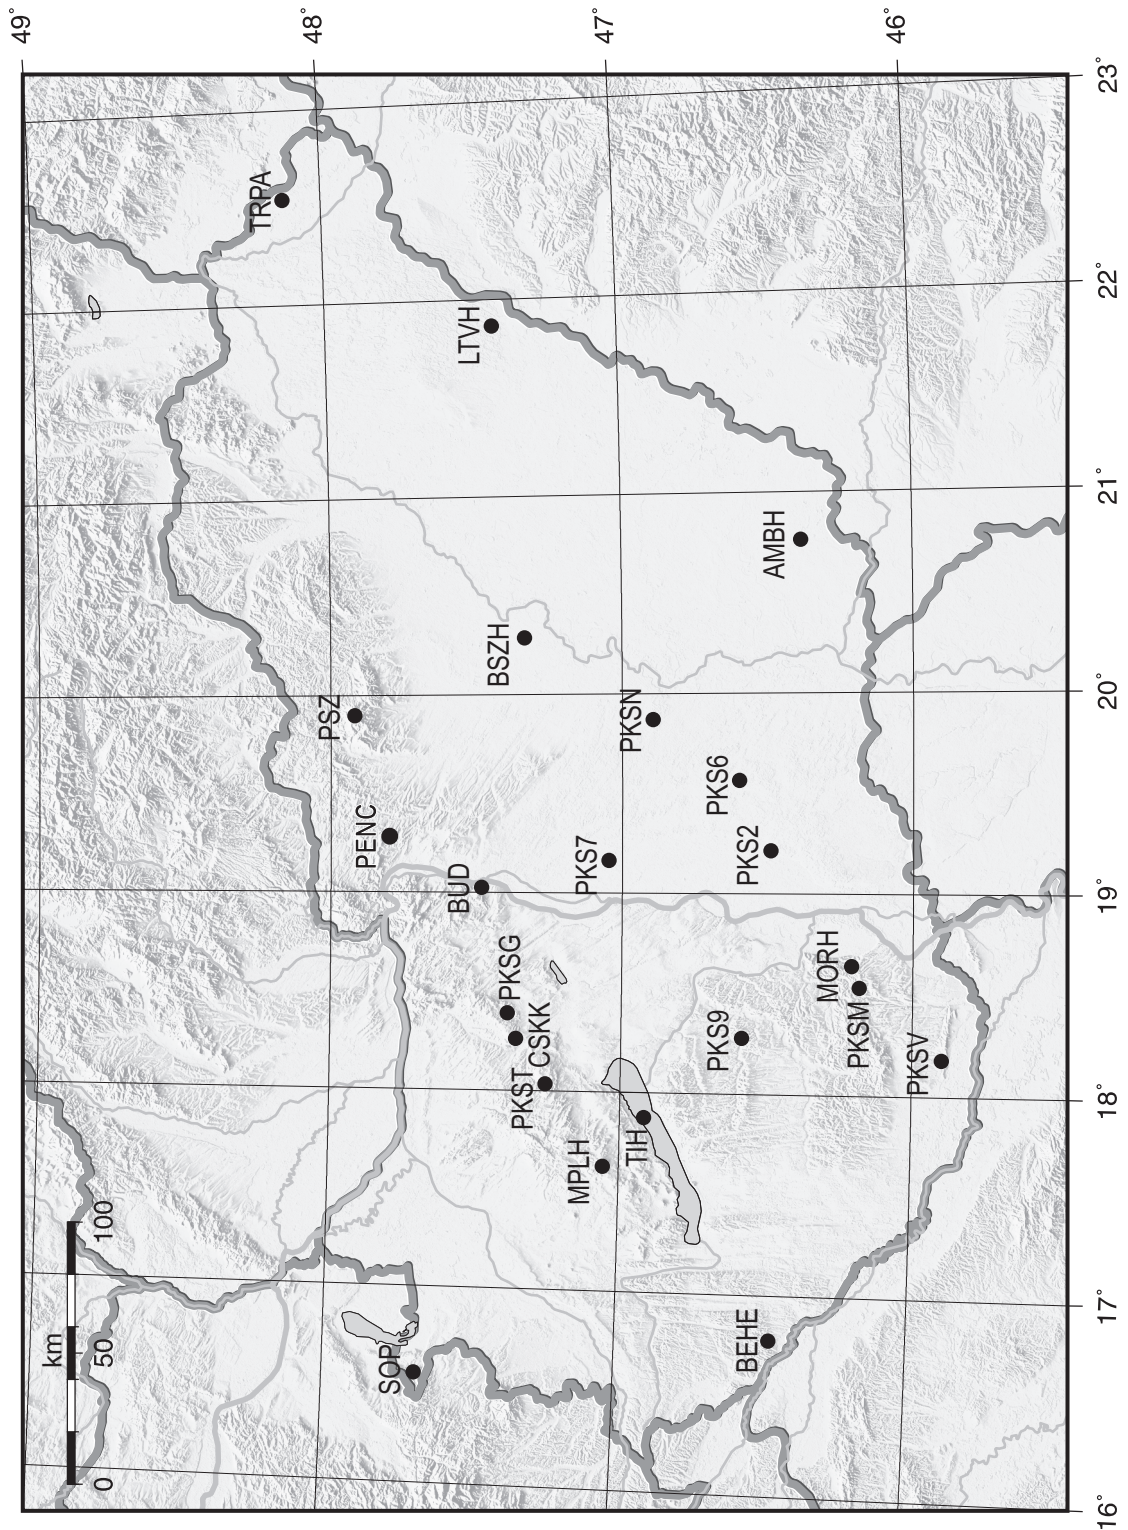 49°
48°
47°
46°
16°
17°
18°
19°
20°
21°
22°
23°
km
0
50
100
TRPA
LTVH
AMBH
BSZH
PSZ
PKSN
PKS6
PKS2
PENC
PKS7
BUD
PKSG
CSKK
PKST
MORH
PKSM
PKS9
PKSV
TIH
MPLH
BEHE
SOP